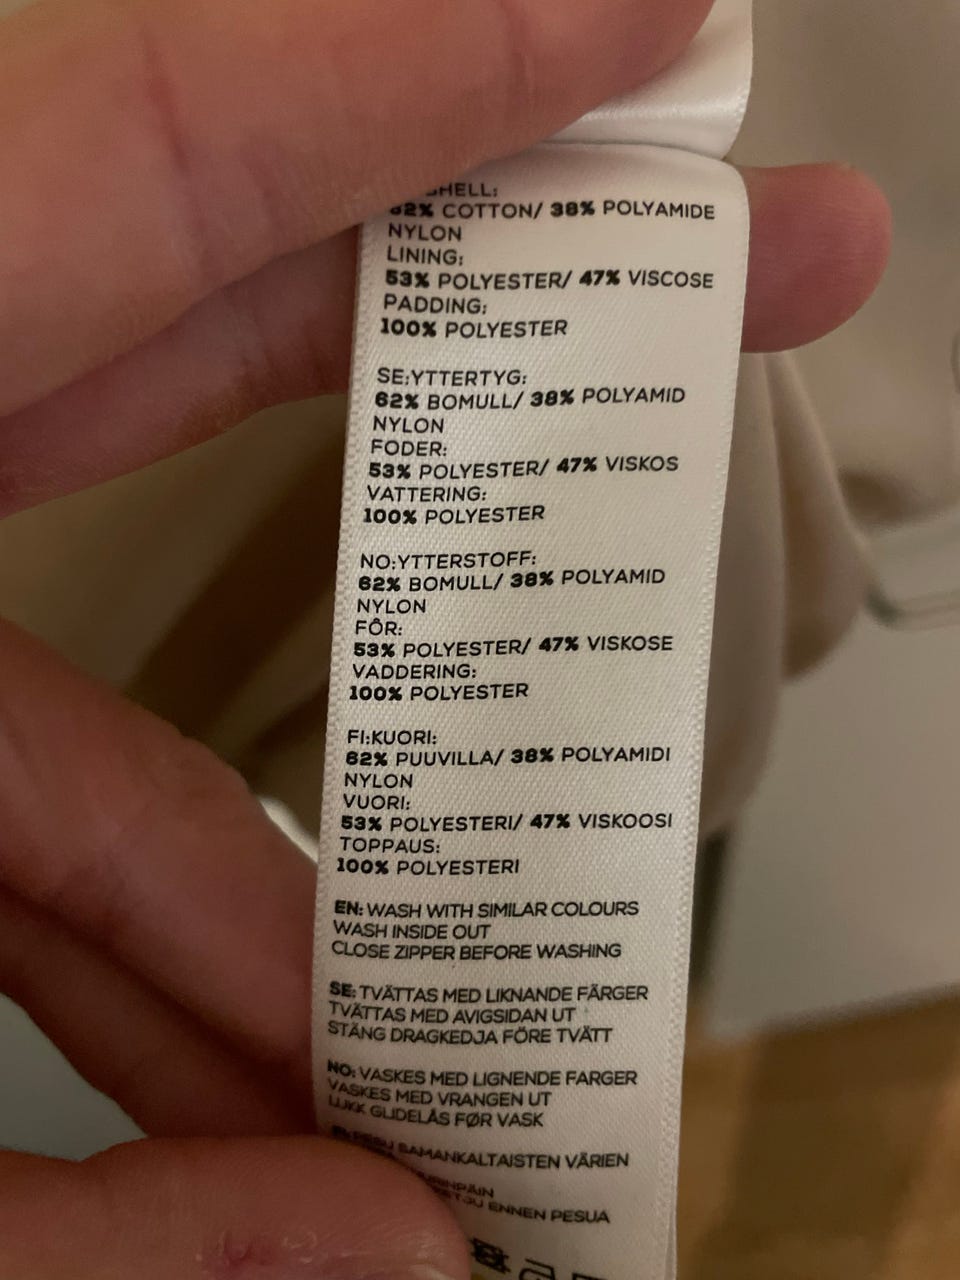 SHELL:
62% COTTON/ 38% POLYAMIDE
NYLON
LINING:
53% POLYESTER/ 47% VISCOSE
PADDING:
100% POLYESTER
SE:YTTERTYG:
62% BOMULL/ 38% POLYAMID
NYLON
FODER:
53% POLYESTER/ 47% VISKOS
VATTERING:
100% POLYESTER
NO:YTTERSTOFF:
62% BOMULL/ 38% POLYAMID
NYLON
FÔR:
53% POLYESTER/ 47% VISKOSE
VADDERING:
100% POLYESTER
FI:KUORI:
62% PUUVILLA/ 38% POLYAMIDI
NYLON
VUORI:
53% POLYESTERI/ 47% VISKOOSI
TOPPAUS:
100% POLYESTERI
EN: WASH WITH SIMILAR COLOURS
WASH INSIDE OUT
CLOSE ZIPPER BEFORE WASHING
SE: TVÄTTAS MED LIKNANDE FÄRGER
TVÄTTAS MED AVIGSIDAN UT
STÄNG DRAGKEDJA FÖRE TVÄTT
NO: VASKES MED LIGNENDE FARGER
VASKES MED VRANGEN UT
LUKK GLIDELÅS FØR VASK
SAMANKALTAISTEN VÄRIEN
ENNEN PESUA